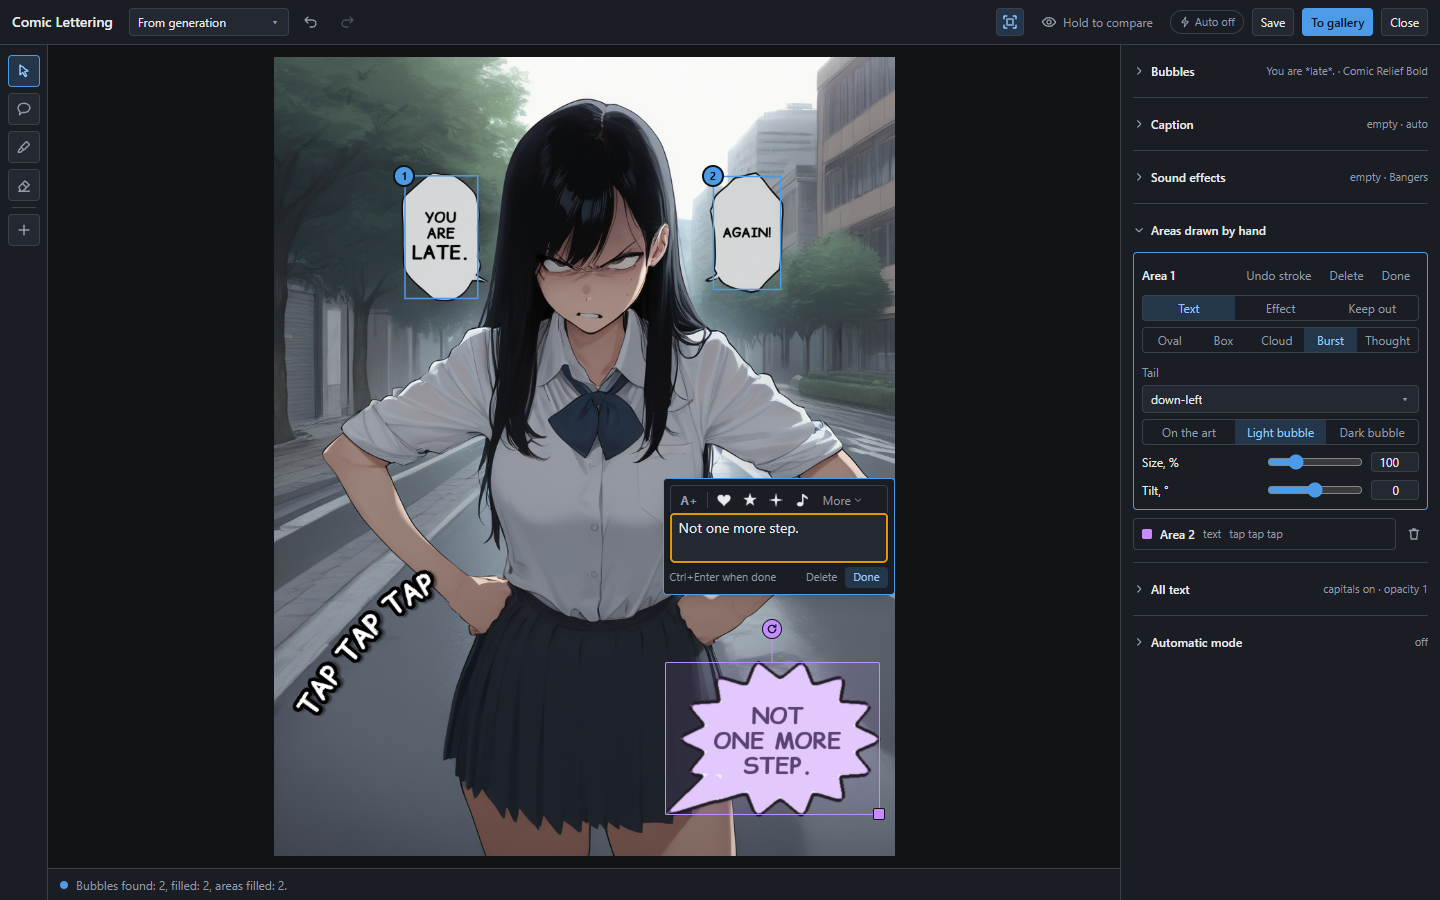 Comic Lettering
From generation
Hold to compare
Auto off
Save
To gallery
Close
1
YOU
ARE
LATE.
2
AGAIN!
TAP TAP TAP
A+
More
Not one more step.
Ctrl+Enter when done
Delete
Done
NOT
ONE MORE
STEP.
Bubbles found: 2, filled: 2, areas filled: 2.
Bubbles
You are *late*. · Comic Relief Bold
Caption
empty · auto
Sound effects
empty · Bangers
Areas drawn by hand
Area 1
Undo stroke
Delete
Done
Text
Effect
Keep out
Oval
Box
Cloud
Burst
Thought
Tail
down-left
On the art
Light bubble
Dark bubble
Size, %
100
Tilt, °
0
Area 2
text
tap tap tap
All text
capitals on · opacity 1
Automatic mode
off